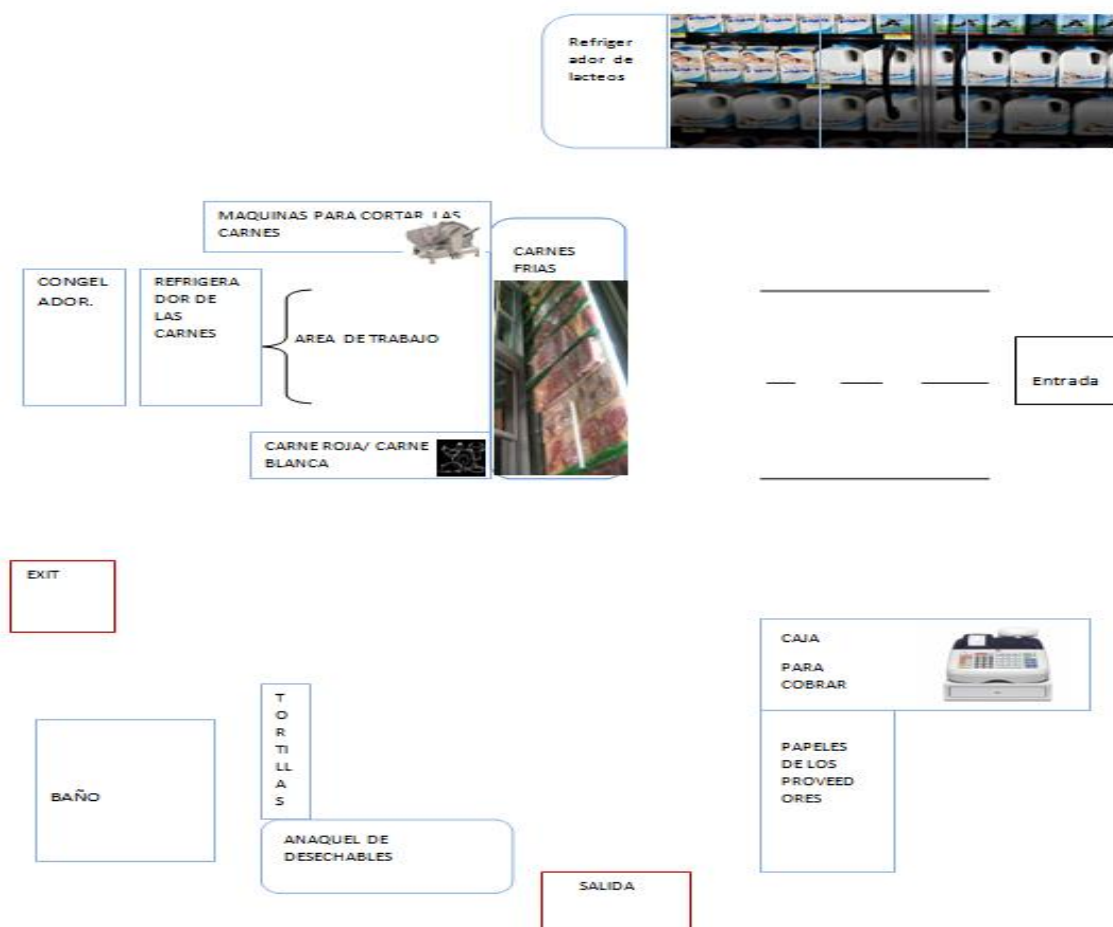 Refriger
ador de
lacteos
MAQUINAS PARA CORTAR LAS
CARNES
CARNES
FRIAS
CONGEL
ADOR.
REFRIGERA
DOR DE
LAS
CARNES
AREA DE TRABAJO
Entrada
CARNE ROJA/ CARNE
BLANCA
EXIT
CAJA
PARA
COBRAR
T
O
R
TI
LL
A
S
BAÑO
PAPELES
DE LOS
PROVEED
ORES
ANAQUEL DE
DESECHABLES
SALIDA